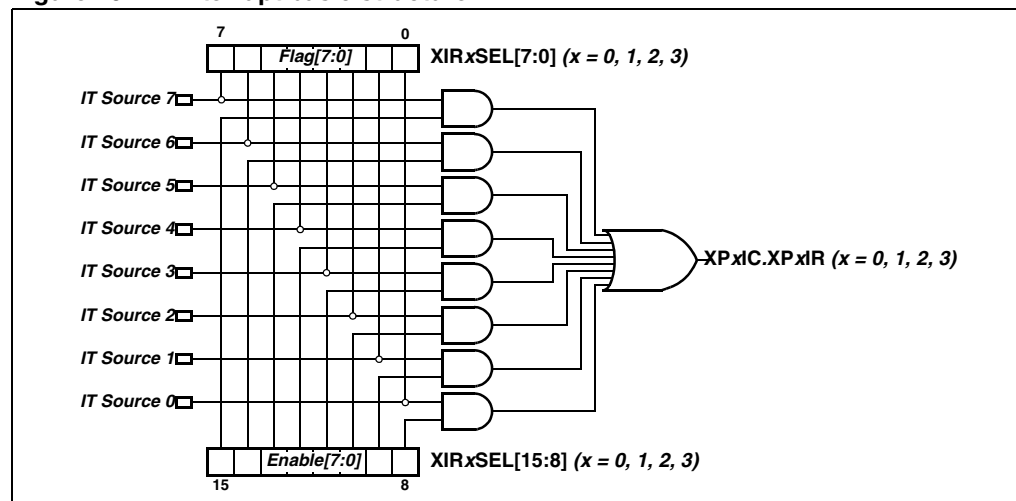 7 0
Flag[7:0] XIRxSEL[7:0] (x = 0, 1, 2, 3)
IT Source 7
IT Source 6
IT Source 5
IT Source 4
IT Source 3
XPxIC.XPxIR (x = 0, 1, 2, 3)
IT Source 2
IT Source 1
IT Source 0
Enable[7:0] XIRxSEL[15:8] (x = 0, 1, 2, 3)
15 8